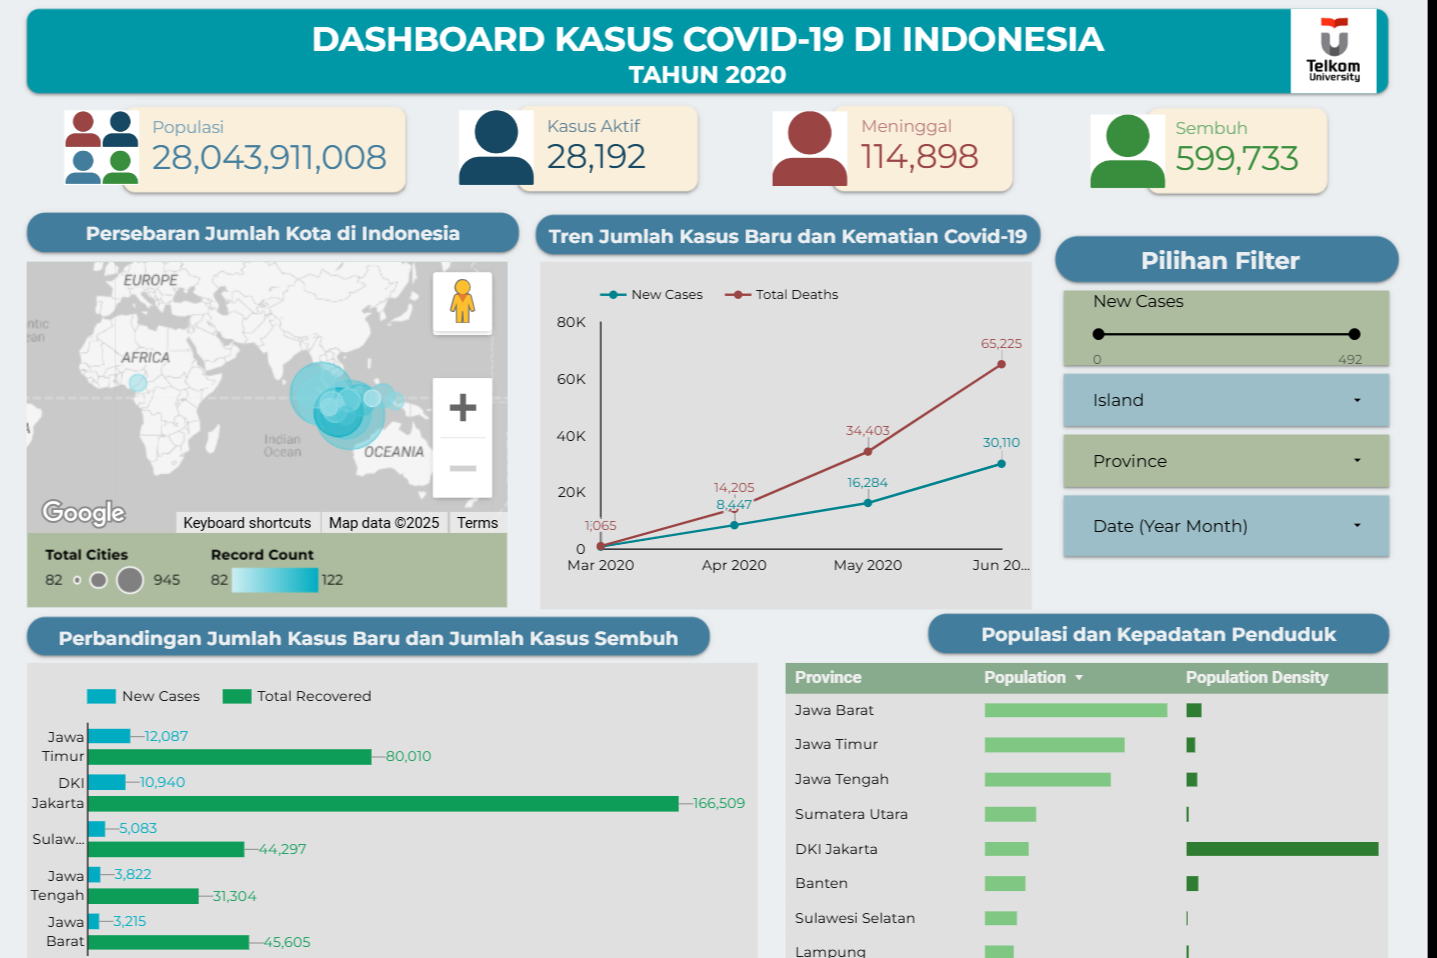 DASHBOARD KASUS COVID-19 DI INDONESIA
TAHUN 2020
Telkom
University
Populasi
28,043,911,008
Kasus Aktif
28,192
Meninggal
114,898
Sembuh
599,733
Persebaran Jumlah Kota di Indonesia
EUROPE
ntic
ean
AFRICA
Indian
Ocean
OCEANIA
A
Google
Keyboard shortcuts
Map data ©2025
Terms
Total Cities
82
945
Record Count
82
122
Tren Jumlah Kasus Baru dan Kematian Covid-19
New Cases
Total Deaths
80K
60K
40K
20K
0
65,225
34,403
30,110
16,284
14,205
8,447
1,065
Mar 2020
Apr 2020
May 2020
Jun 20...
Pilihan Filter
New Cases
0
492
Island
Province
Date (Year Month)
Perbandingan Jumlah Kasus Baru dan Jumlah Kasus Sembuh
New Cases
Total Recovered
Jawa
Timur
12,087
80,010
DKI
Jakarta
10,940
166,509
Sulaw...
5,083
44,297
Jawa
Tengah
3,822
31,304
Jawa
Barat
3,215
45,605
Populasi dan Kepadatan Penduduk
Province
Population
Population Density
Jawa Barat
Jawa Timur
Jawa Tengah
Sumatera Utara
DKI Jakarta
Banten
Sulawesi Selatan
Lampung